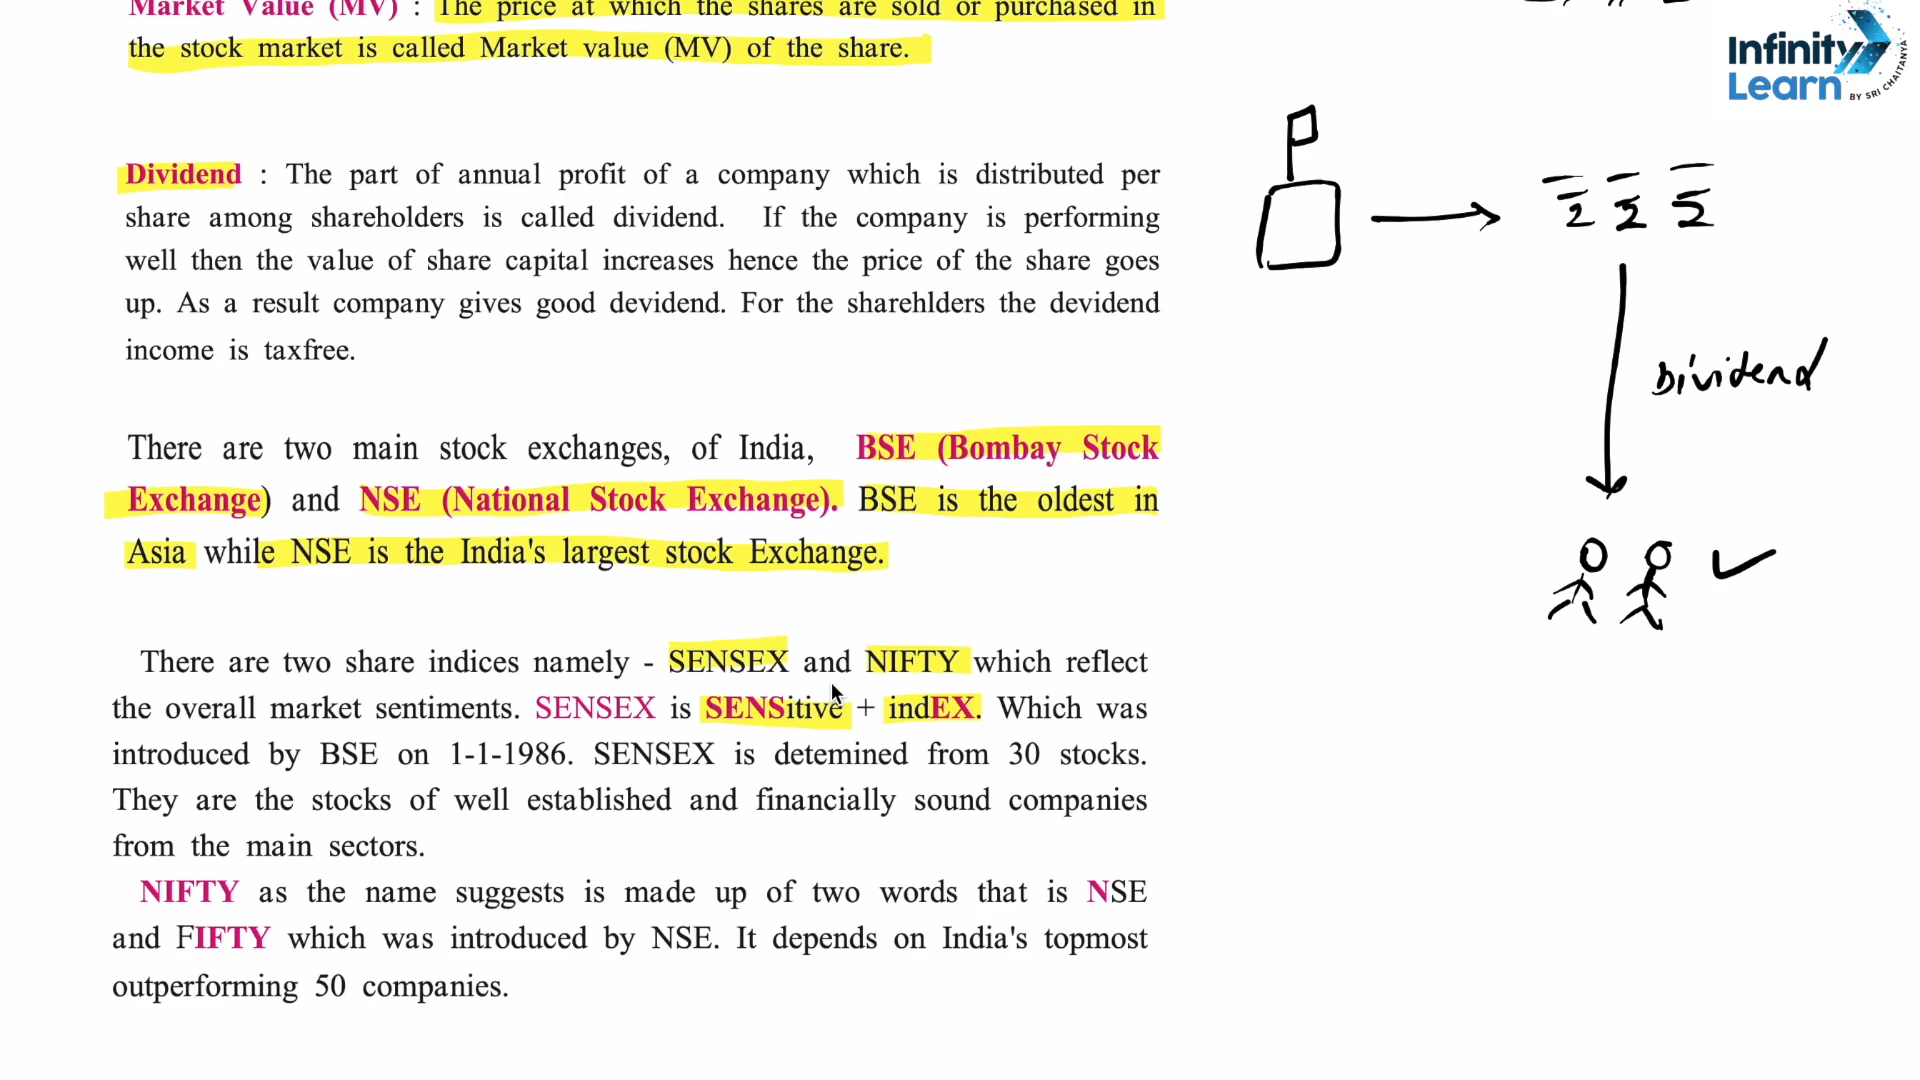 Market Value (MV) : The price at which the shares are sold or purchased in
the stock market is called Market value (MV) of the share.
Infinity
Learn
BY SRI CHAITANYA
Dividend : The part of annual profit of a company which is distributed per
share among shareholders is called dividend. If the company is performing
well then the value of share capital increases hence the price of the share goes
up. As a result company gives good devidend. For the sharehlders the devidend
income is taxfree.
Dividend
There are two main stock exchanges, of India, BSE (Bombay Stock
Exchange) and NSE (National Stock Exchange). BSE is the oldest in
Asia while NSE is the India's largest stock Exchange.
There are two share indices namely - SENSEX and NIFTY which reflect
the overall market sentiments. SENSEX is SENSitive + indEX. Which was
introduced by BSE on 1-1-1986. SENSEX is detemined from 30 stocks.
They are the stocks of well established and financially sound companies
from the main sectors.
NIFTY as the name suggests is made up of two words that is NSE
and FIFTY which was introduced by NSE. It depends on India's topmost
outperforming 50 companies.